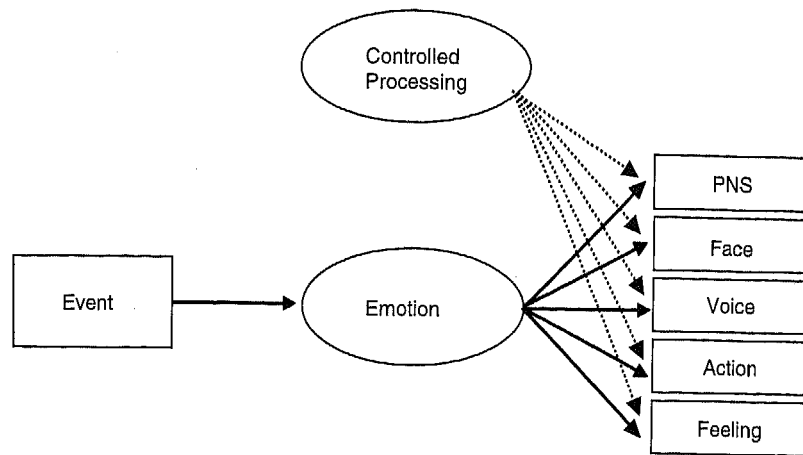 Controlled
Processing
PNS
Face
Event
Emotion
Voice
Action
Feeling